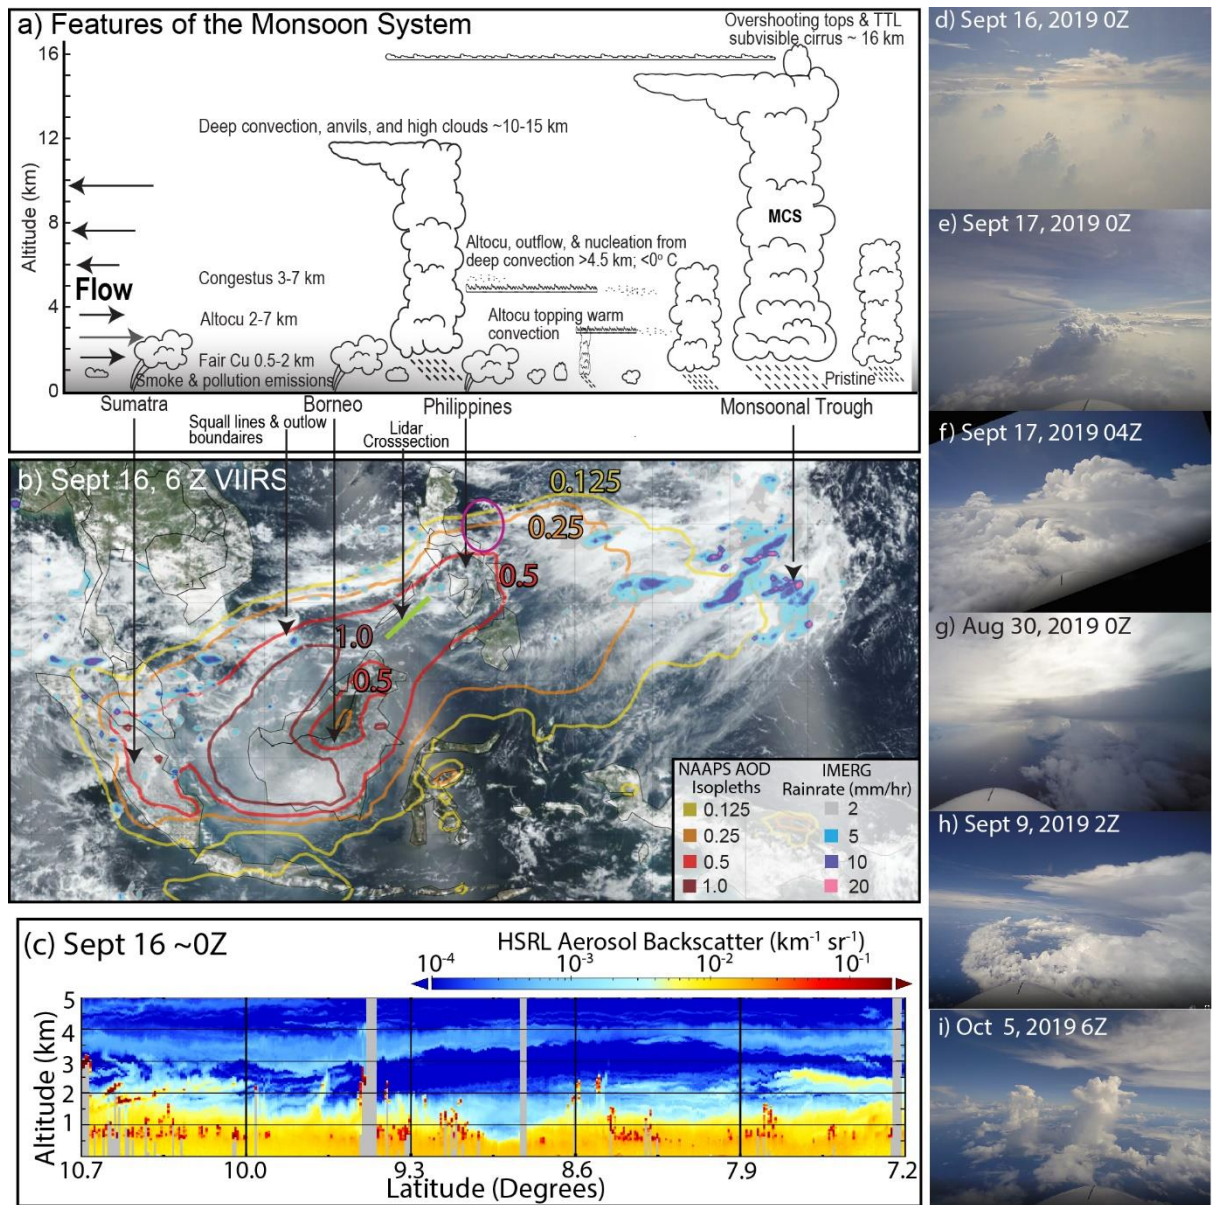 a) Features of the Monsoon System
Overshooting tops & TTL
subvisible cirrus ~ 16 km
16
12
8
4
0
Altitude (km)
Deep convection, anvils, and high clouds ~10-15 km
MCS
Altocu, outflow, & nucleation from
deep convection >4.5 km; <0º C
Congestus 3-7 km
Flow
Altocu 2-7 km
Altocu topping warm
convection
Fair Cu 0.5-2 km
Smoke & pollution emissions
Pristine
Sumatra
Borneo
Philippines
Monsoonal Trough
Squall lines & outlow
boundaires
Lidar
Crosssection
b) Sept 16, 6 Z VIIRS
0.125
0.25
0.5
1.0
0.5
NAAPS AOD
Isopleths
0.125
0.25
0.5
1.0
IMERG
Rainrate (mm/hr)
2
5
10
20
(c) Sept 16 ~0Z
HSRL Aerosol Backscatter (km⁻¹ sr⁻¹)
10⁻⁴
10⁻³
10⁻²
10⁻¹
5
4
3
2
1
Altitude (km)
10.7
10.0
9.3
8.6
7.9
7.2
Latitude (Degrees)
d) Sept 16, 2019 0Z
e) Sept 17, 2019 0Z
f) Sept 17, 2019 04Z
g) Aug 30, 2019 0Z
h) Sept 9, 2019 2Z
i) Oct 5, 2019 6Z